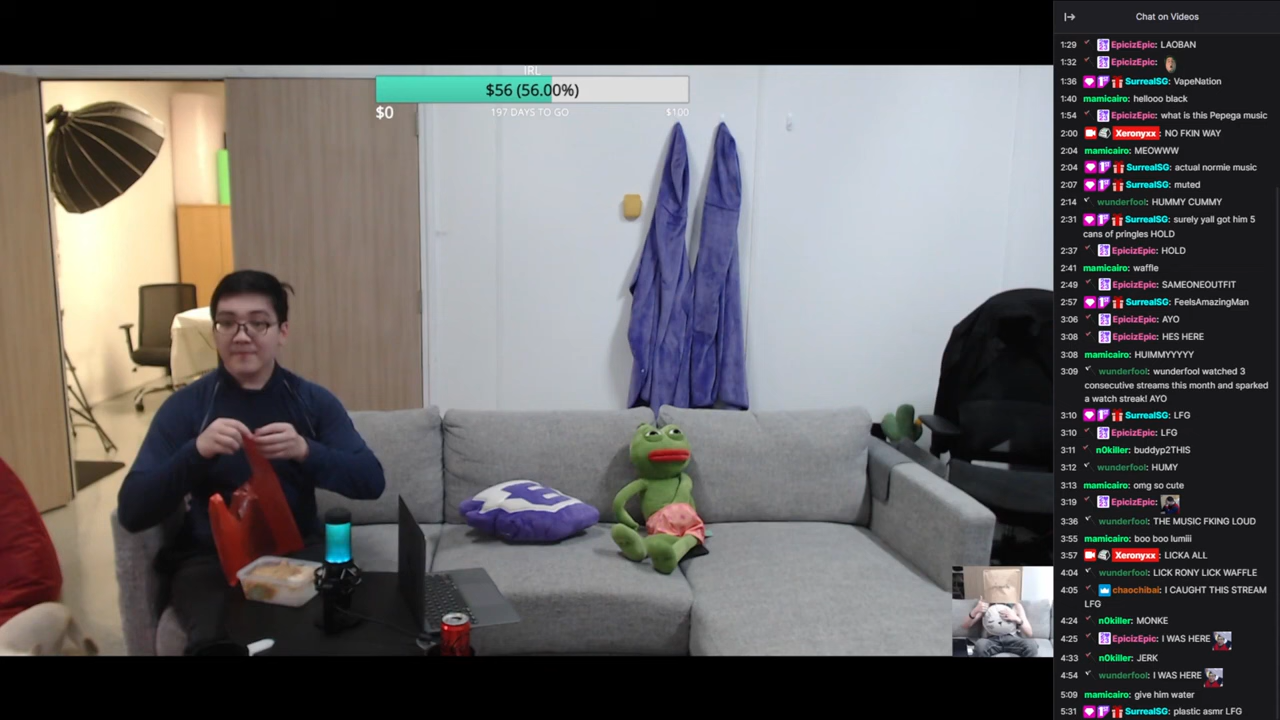 Chat on Videos
IRL
$56 (56.00%)
$0
197 DAYS TO GO
$100
1:29 EpicizEpic: LAOBAN
1:32 EpicizEpic:
1:36 SurrealSG: VapeNation
1:40 mamicairo: hellooo black
1:54 EpicizEpic: what is this Pepega music
2:00 Xeronyxx: NO FKIN WAY
2:04 mamicairo: MEOWWW
2:04 SurrealSG: actual normie music
2:07 SurrealSG: muted
2:14 wunderfool: HUMMY CUMMY
2:31 SurrealSG: surely yall got him 5
cans of pringles HOLD
2:37 EpicizEpic: HOLD
2:41 mamicairo: waffle
2:49 EpicizEpic: SAMEONEOUTFIT
2:57 SurrealSG: FeelsAmazingMan
3:06 EpicizEpic: AYO
3:08 EpicizEpic: HES HERE
3:08 mamicairo: HUIMMYYYYY
3:09 wunderfool: wunderfool watched 3
consecutive streams this month and sparked
a watch streak! AYO
3:10 SurrealSG: LFG
3:10 EpicizEpic: LFG
3:11 n0killer: buddyp2THIS
3:12 wunderfool: HUMY
3:13 mamicairo: omg so cute
3:19 EpicizEpic:
3:36 wunderfool: THE MUSIC FKING LOUD
3:55 mamicairo: boo boo lumiii
3:57 Xeronyxx: LICKA ALL
4:04 wunderfool: LICK RONY LICK WAFFLE
4:05 chaochibai: I CAUGHT THIS STREAM
LFG
4:24 n0killer: MONKE
4:25 EpicizEpic: I WAS HERE
4:33 n0killer: JERK
4:54 wunderfool: I WAS HERE
5:09 mamicairo: give him water
5:31 SurrealSG: plastic asmr LFG